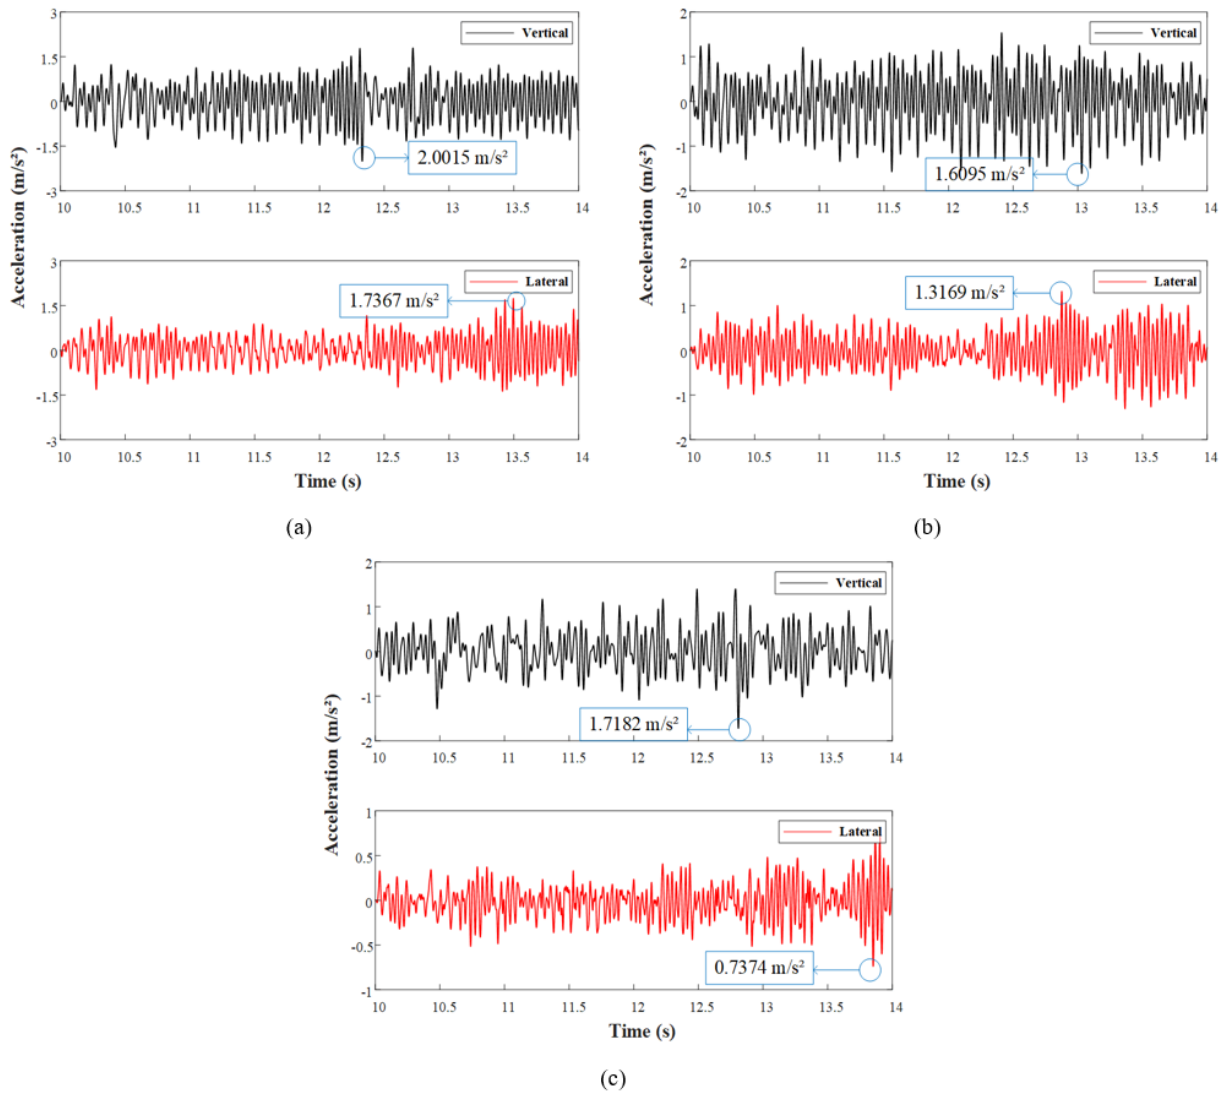 Acceleration (m/s²)
3
1.5
0
-1.5
-3
Vertical
2.0015 m/s²
10 10.5 11 11.5 12 12.5 13 13.5 14
3
1.5
0
-1.5
-3
Lateral
1.7367 m/s²
10 10.5 11 11.5 12 12.5 13 13.5 14
Time (s)
(a)
Acceleration (m/s²)
2
1
0
-1
-2
Vertical
1.6095 m/s²
10 10.5 11 11.5 12 12.5 13 13.5 14
2
1
0
-1
-2
Lateral
1.3169 m/s²
10 10.5 11 11.5 12 12.5 13 13.5 14
Time (s)
(b)
Acceleration (m/s²)
2
1
0
-1
-2
Vertical
1.7182 m/s²
10 10.5 11 11.5 12 12.5 13 13.5 14
1
0.5
0
-0.5
-1
Lateral
0.7374 m/s²
10 10.5 11 11.5 12 12.5 13 13.5 14
Time (s)
(c)